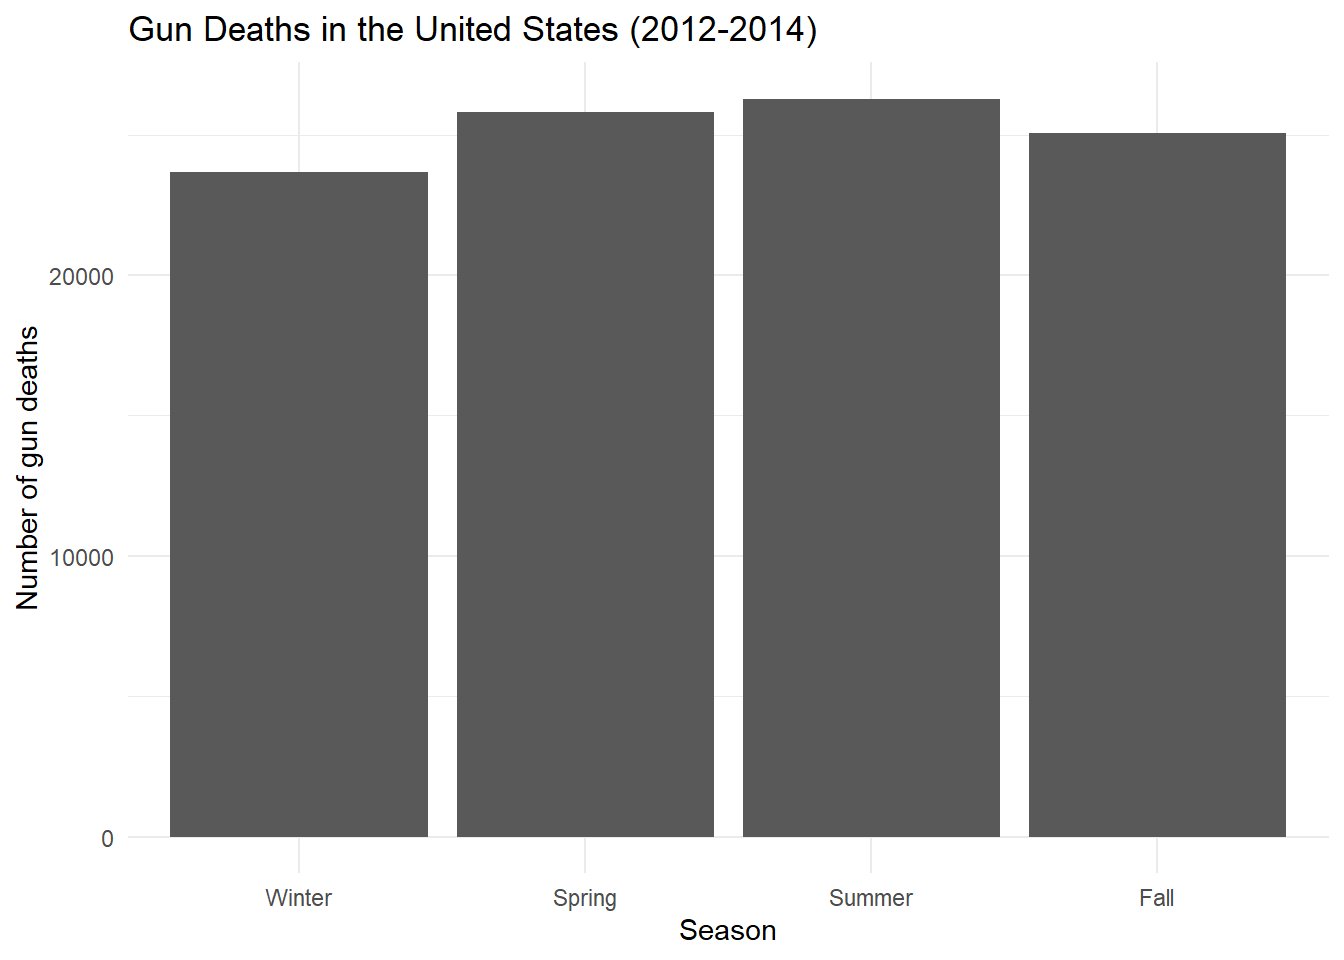 Gun Deaths in the United States (2012-2014)
Number of gun deaths
20000
10000
0
Winter Spring Summer Fall
Season